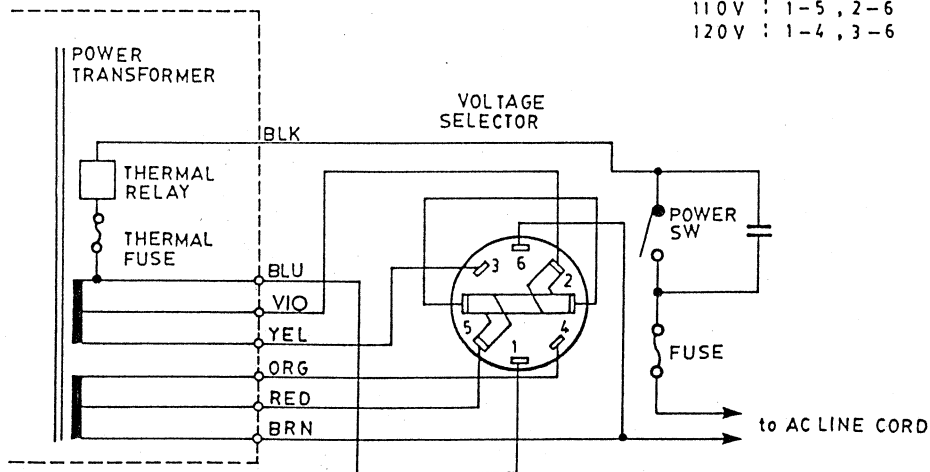 110V : 1-5 , 2-6
120V : 1-4 , 3-6
POWER
TRANSFORMER
VOLTAGE
SELECTOR
BLK
THERMAL
RELAY
POWER
SW
THERMAL
FUSE
3
6
2
BLU
VIO
5
4
YEL
1
FUSE
ORG
RED
BRN
to AC LINE CORD